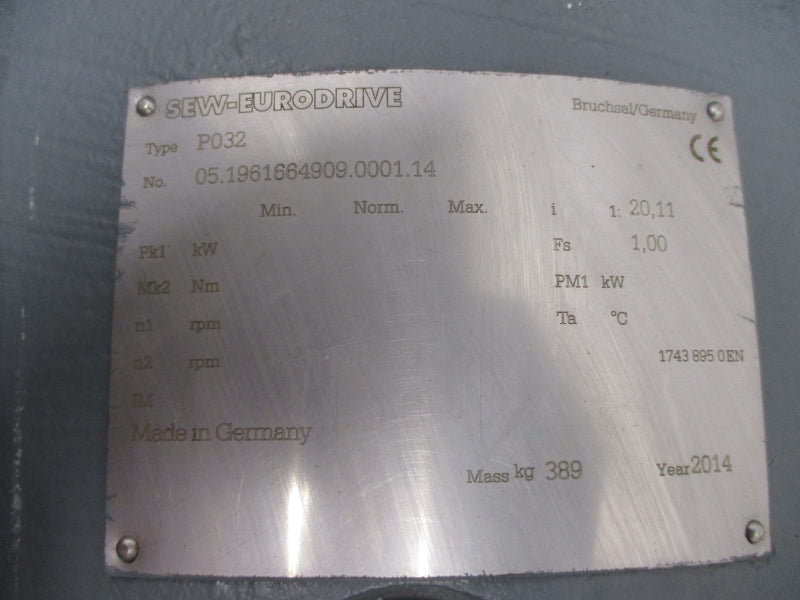 SEW-EURODRIVE Bruchsal/Germany
Type P032 CE
No. 05.1961664909.0001.14
Min. Norm. Max. i 1: 20,11
Pk1 kW Fs 1,00
Mk2 Nm PM1 kW
n1 rpm Ta °C
n2 rpm 1743 895 0 EN
IM
Made in Germany
Mass kg 389 Year 2014